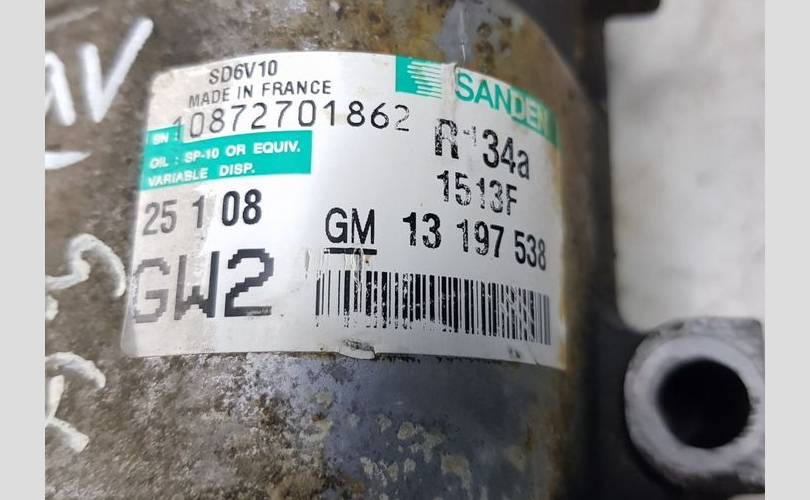 SD6V10
MADE IN FRANCE
SANDEN
SN 10872701862
R-134a
OIL : SP-10 OR EQUIV.
VARIABLE DISP.
1513F
25 1 08
GM 13 197 538
GW2